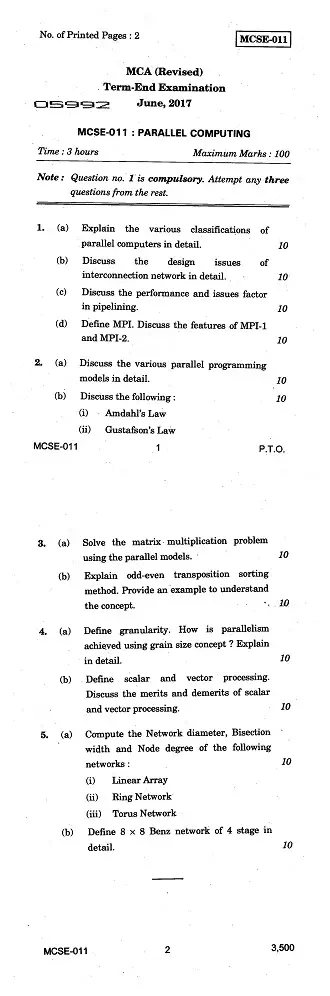 No. of Printed Pages : 2
MCSE-011
MCA (Revised)
Term-End Examination
05992 June, 2017
MCSE-011 : PARALLEL COMPUTING
Time : 3 hours Maximum Marks : 100
Note : Question no. 1 is compulsory. Attempt any three
questions from the rest.
1. (a) Explain the various classifications of
parallel computers in detail. 10
(b) Discuss the design issues of
interconnection network in detail. 10
(c) Discuss the performance and issues factor
in pipelining. 10
(d) Define MPI. Discuss the features of MPI-1
and MPI-2. 10
2. (a) Discuss the various parallel programming
models in detail. 10
(b) Discuss the following : 10
(i) Amdahl's Law
(ii) Gustafson's Law
MCSE-011 1 P.T.O.
3. (a) Solve the matrix multiplication problem
using the parallel models. 10
(b) Explain odd-even transposition sorting
method. Provide an example to understand
the concept. 10
4. (a) Define granularity. How is parallelism
achieved using grain size concept ? Explain
in detail. 10
(b) Define scalar and vector processing.
Discuss the merits and demerits of scalar
and vector processing. 10
5. (a) Compute the Network diameter, Bisection
width and Node degree of the following
networks : 10
(i) Linear Array
(ii) Ring Network
(iii) Torus Network
(b) Define 8 × 8 Benz network of 4 stage in
detail. 10
MCSE-011 2 3,500